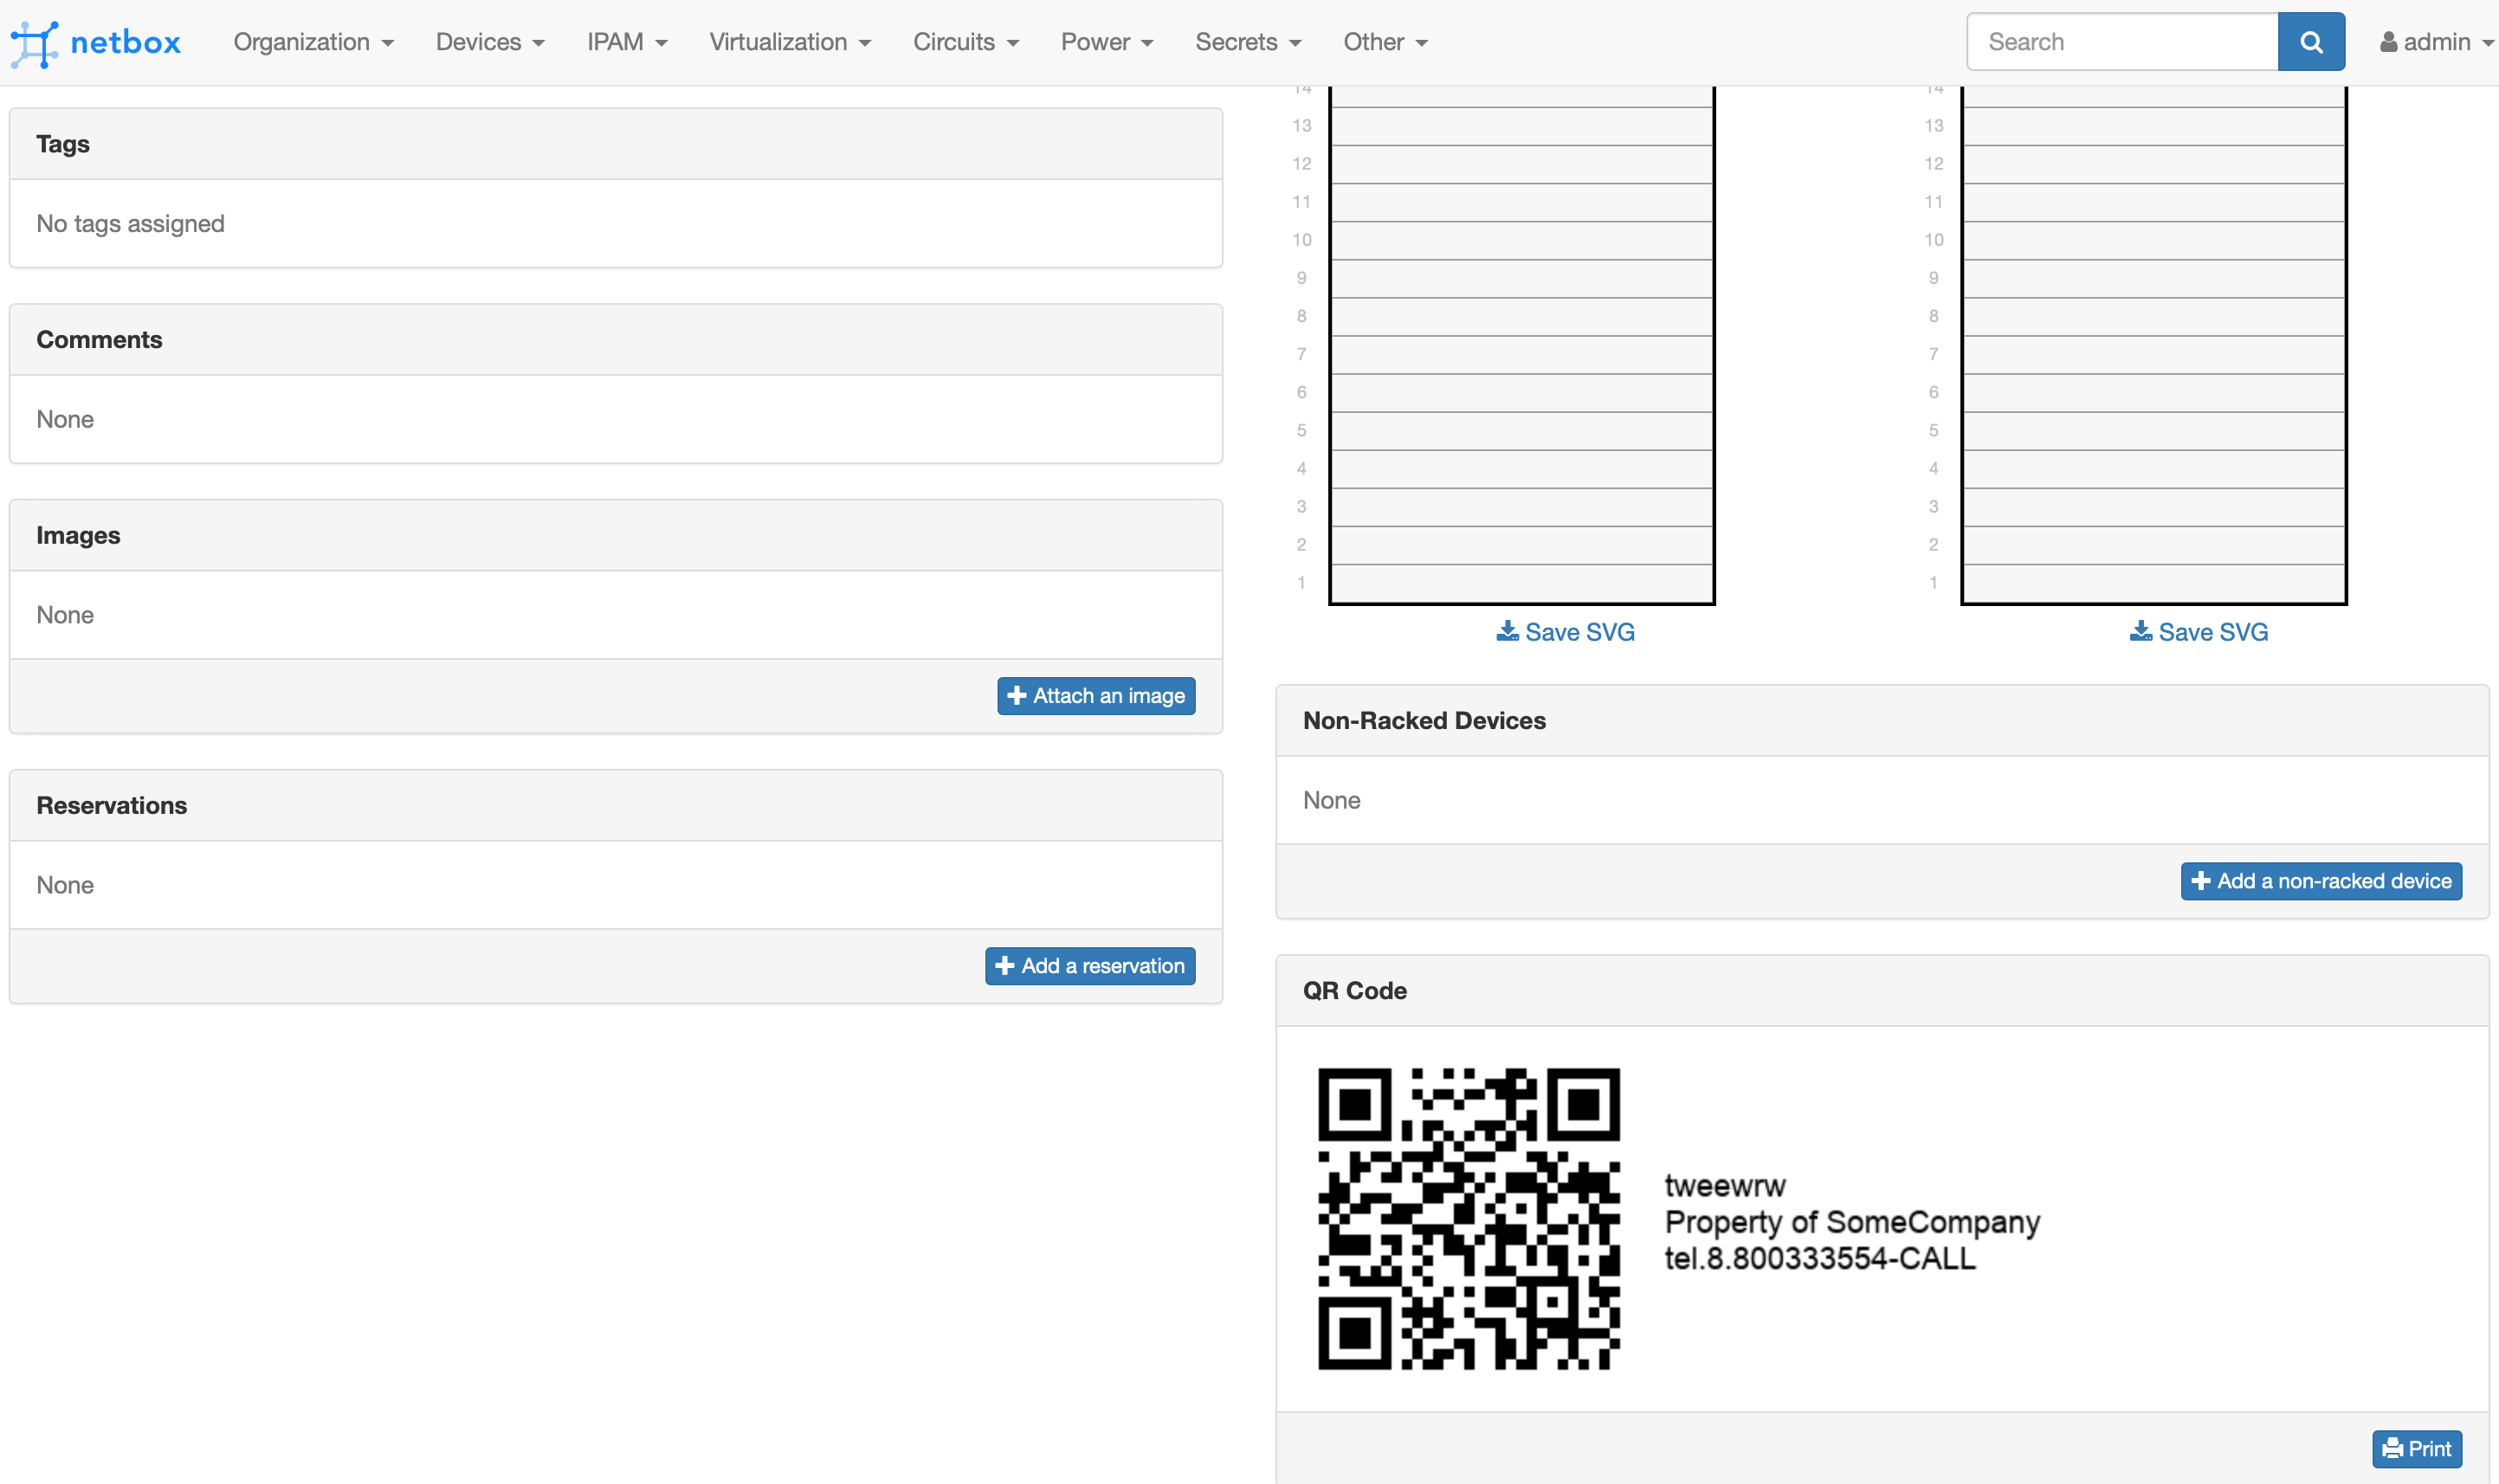 netbox Organization Devices IPAM Virtualization Circuits Power Secrets Other Search admin
Tags
No tags assigned
Comments
None
Images
None
Attach an image
Reservations
None
Add a reservation
14 14
13 13
12 12
11 11
10 10
9 9
8 8
7 7
6 6
5 5
4 4
3 3
2 2
1 1
Save SVG Save SVG
Non-Racked Devices
None
Add a non-racked device
QR Code
tweewrw
Property of SomeCompany
tel.8.800333554-CALL
Print